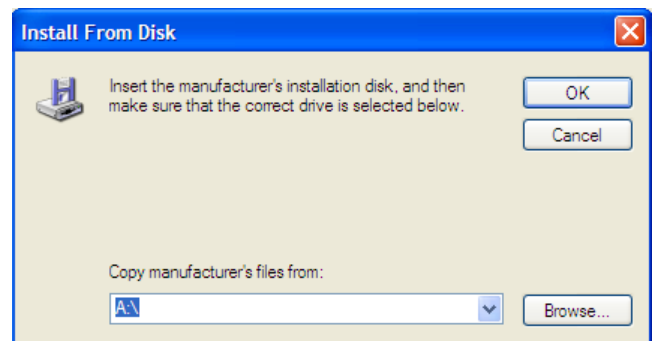 Install From Disk
Insert the manufacturer's installation disk, and then
make sure that the correct drive is selected below.
OK
Cancel
Copy manufacturer's files from:
A:\
Browse...